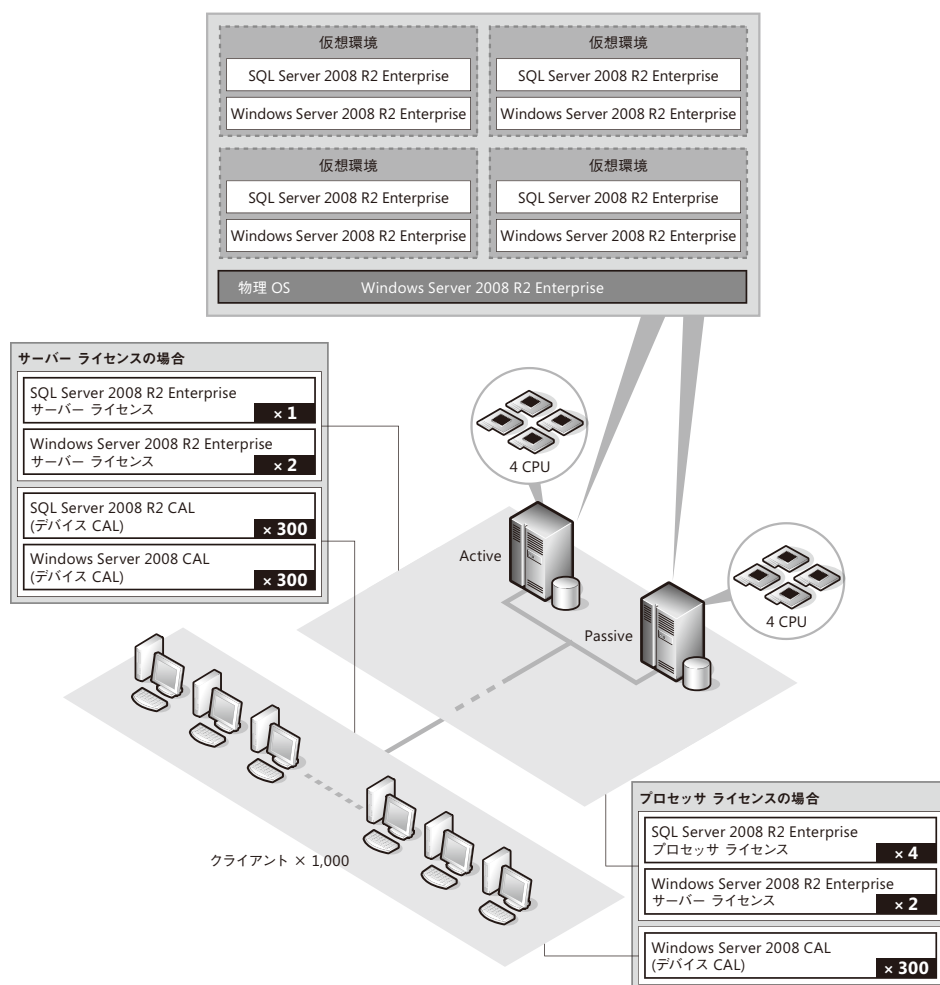 仮想環境
SQL Server 2008 R2 Enterprise
Windows Server 2008 R2 Enterprise
仮想環境
SQL Server 2008 R2 Enterprise
Windows Server 2008 R2 Enterprise
仮想環境
SQL Server 2008 R2 Enterprise
Windows Server 2008 R2 Enterprise
仮想環境
SQL Server 2008 R2 Enterprise
Windows Server 2008 R2 Enterprise
物理 OS Windows Server 2008 R2 Enterprise
サーバー ライセンスの場合
SQL Server 2008 R2 Enterprise
サーバー ライセンス × 1
Windows Server 2008 R2 Enterprise
サーバー ライセンス × 2
SQL Server 2008 R2 CAL
(デバイス CAL) × 300
Windows Server 2008 CAL
(デバイス CAL) × 300
4 CPU
Active
4 CPU
Passive
クライアント × 1,000
プロセッサ ライセンスの場合
SQL Server 2008 R2 Enterprise
プロセッサ ライセンス × 4
Windows Server 2008 R2 Enterprise
サーバー ライセンス × 2
Windows Server 2008 CAL
(デバイス CAL) × 300